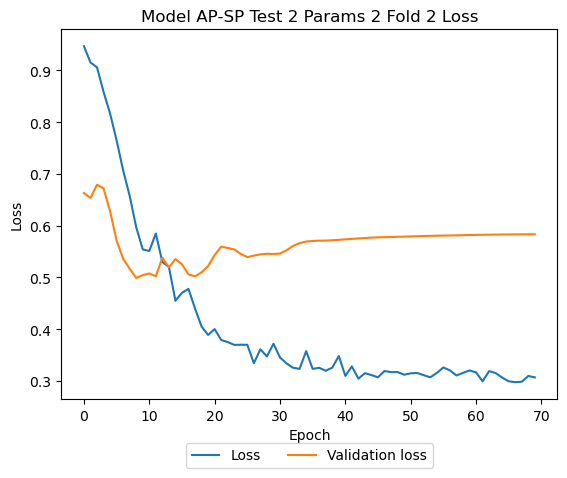 Model AP-SP Test 2 Params 2 Fold 2 Loss
Loss
0.9
0.8
0.7
0.6
0.5
0.4
0.3
0 10 20 30 40 50 60 70
Epoch
Loss Validation loss